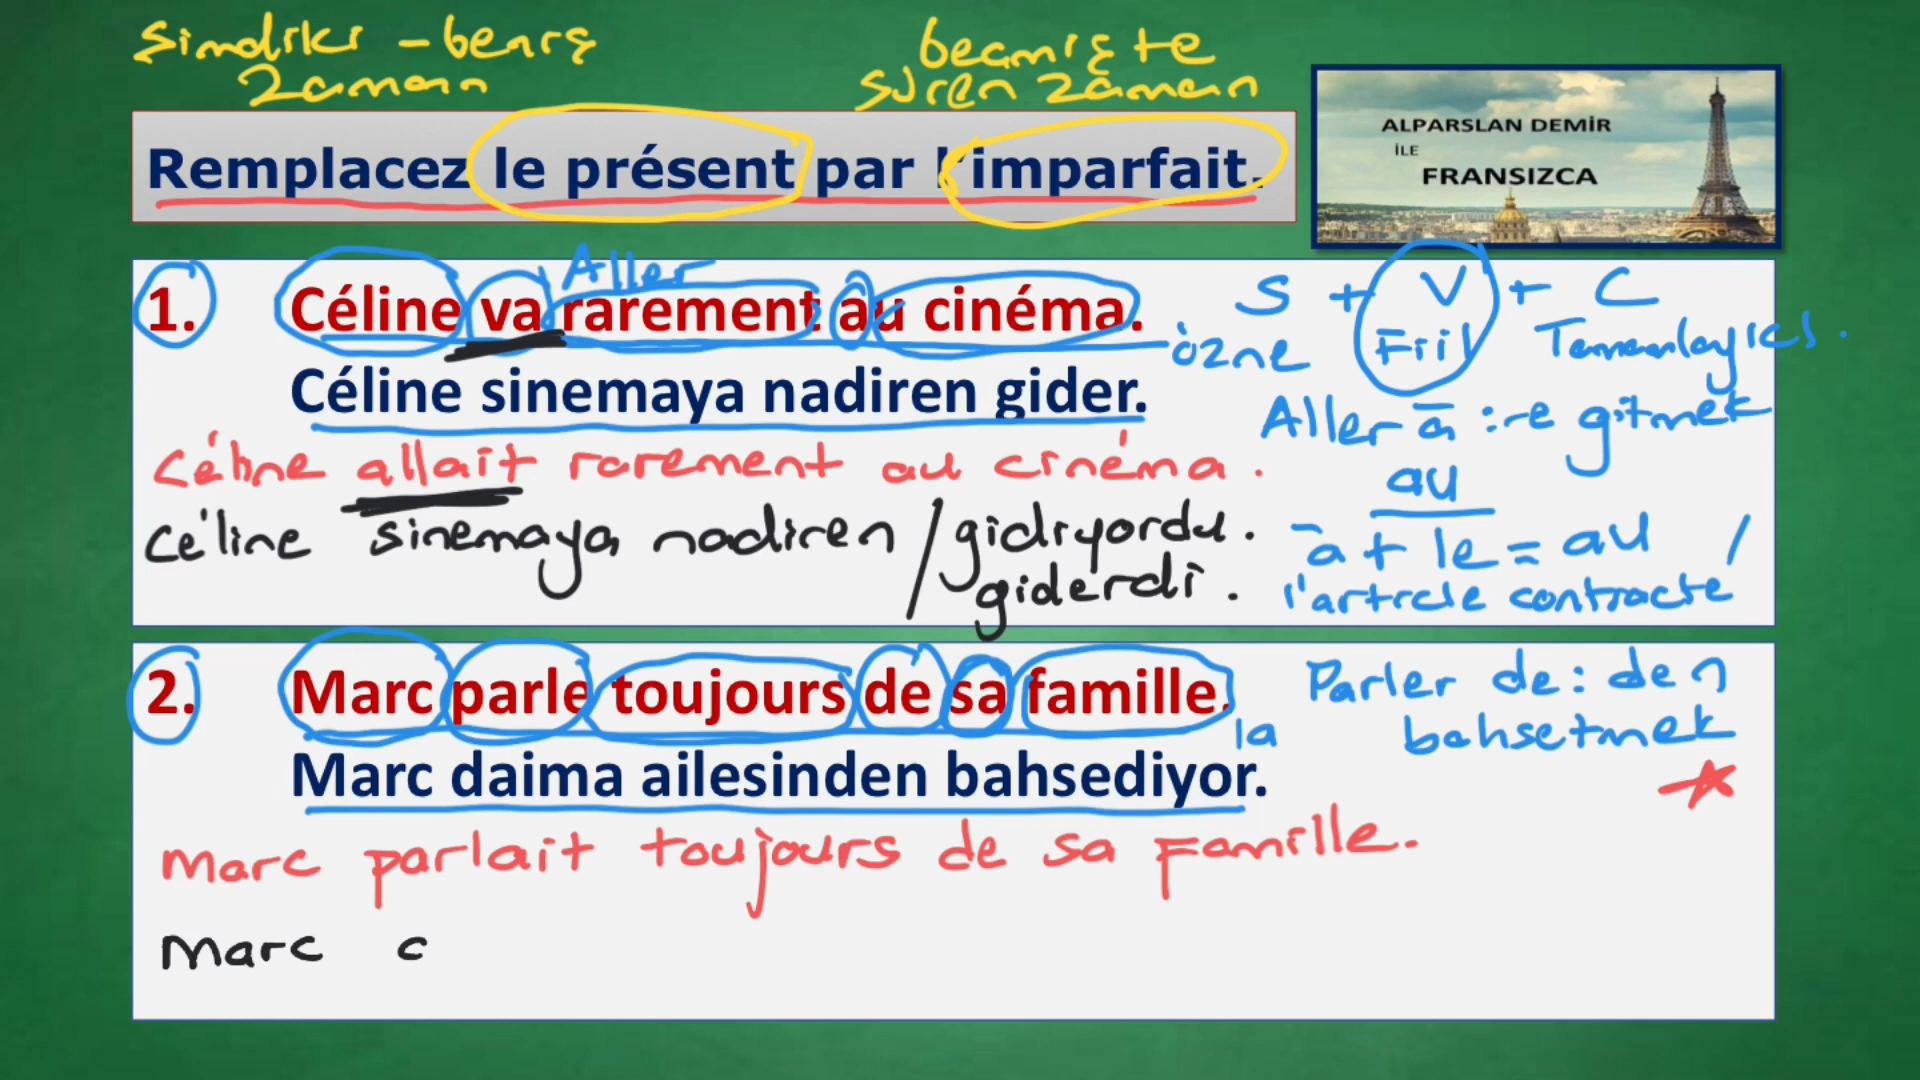 şimdiki - geniş
zaman
geçmişte
süren zaman
Remplacez le présent par l'imparfait.
ALPARSLAN DEMİR
İLE
FRANSIZCA
Aller
1. Céline va rarement au cinéma.
S + V + C
özne Fiil Tamamlayıcı.
Céline sinemaya nadiren gider.
Aller à : -e gitmek
au
Céline allait rarement au cinéma.
à + le = au /
l'article contracté
Céline sinemaya nadiren / gidiyordu.
giderdi.
2. Marc parle toujours de sa famille.
la
Parler de: den
bahsetmek
Marc daima ailesinden bahsediyor.
Marc parlait toujours de sa famille.
Marc a